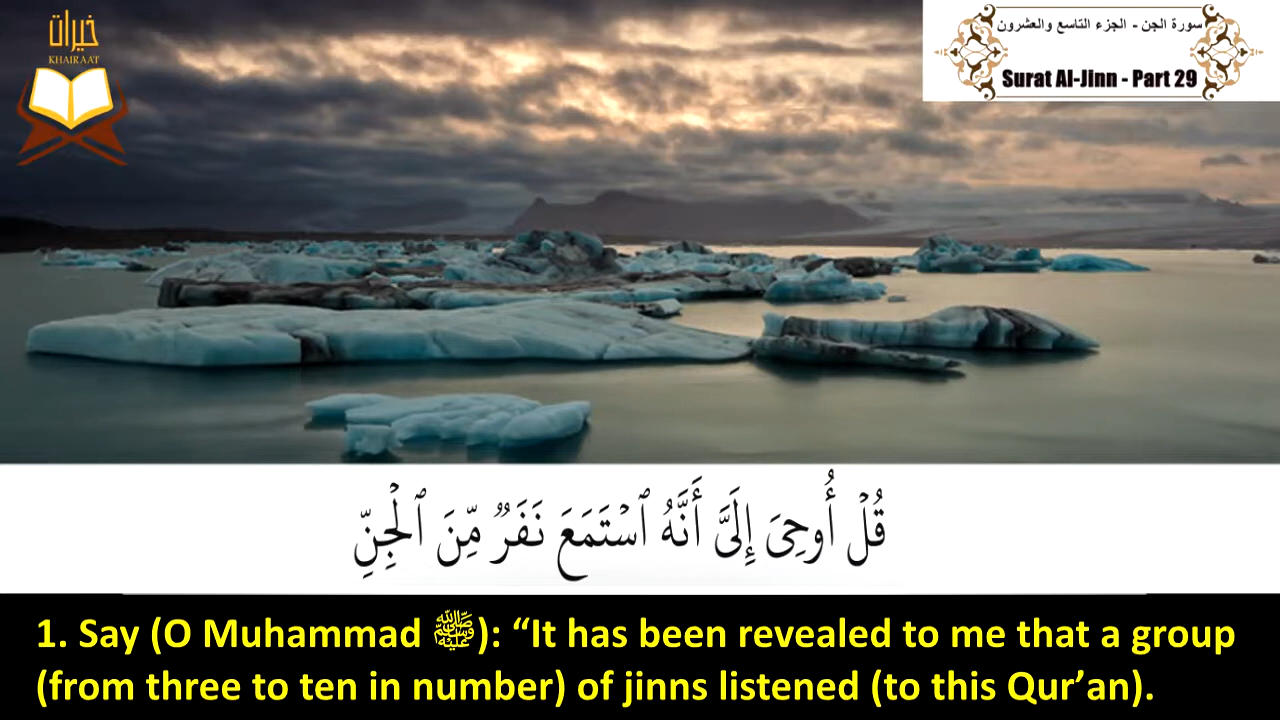 خيرات
KHAIRAAT
سورة الجن - الجزء التاسع والعشرون
Surat Al-Jinn - Part 29
قُلۡ أُوحِىَ إِلَىَّ أَنَّهُ ٱسۡتَمَعَ نَفَرࣱ مِّنَ ٱلۡجِنِّ
1. Say (O Muhammad ﷺ): “It has been revealed to me that a group
(from three to ten in number) of jinns listened (to this Qur’an).